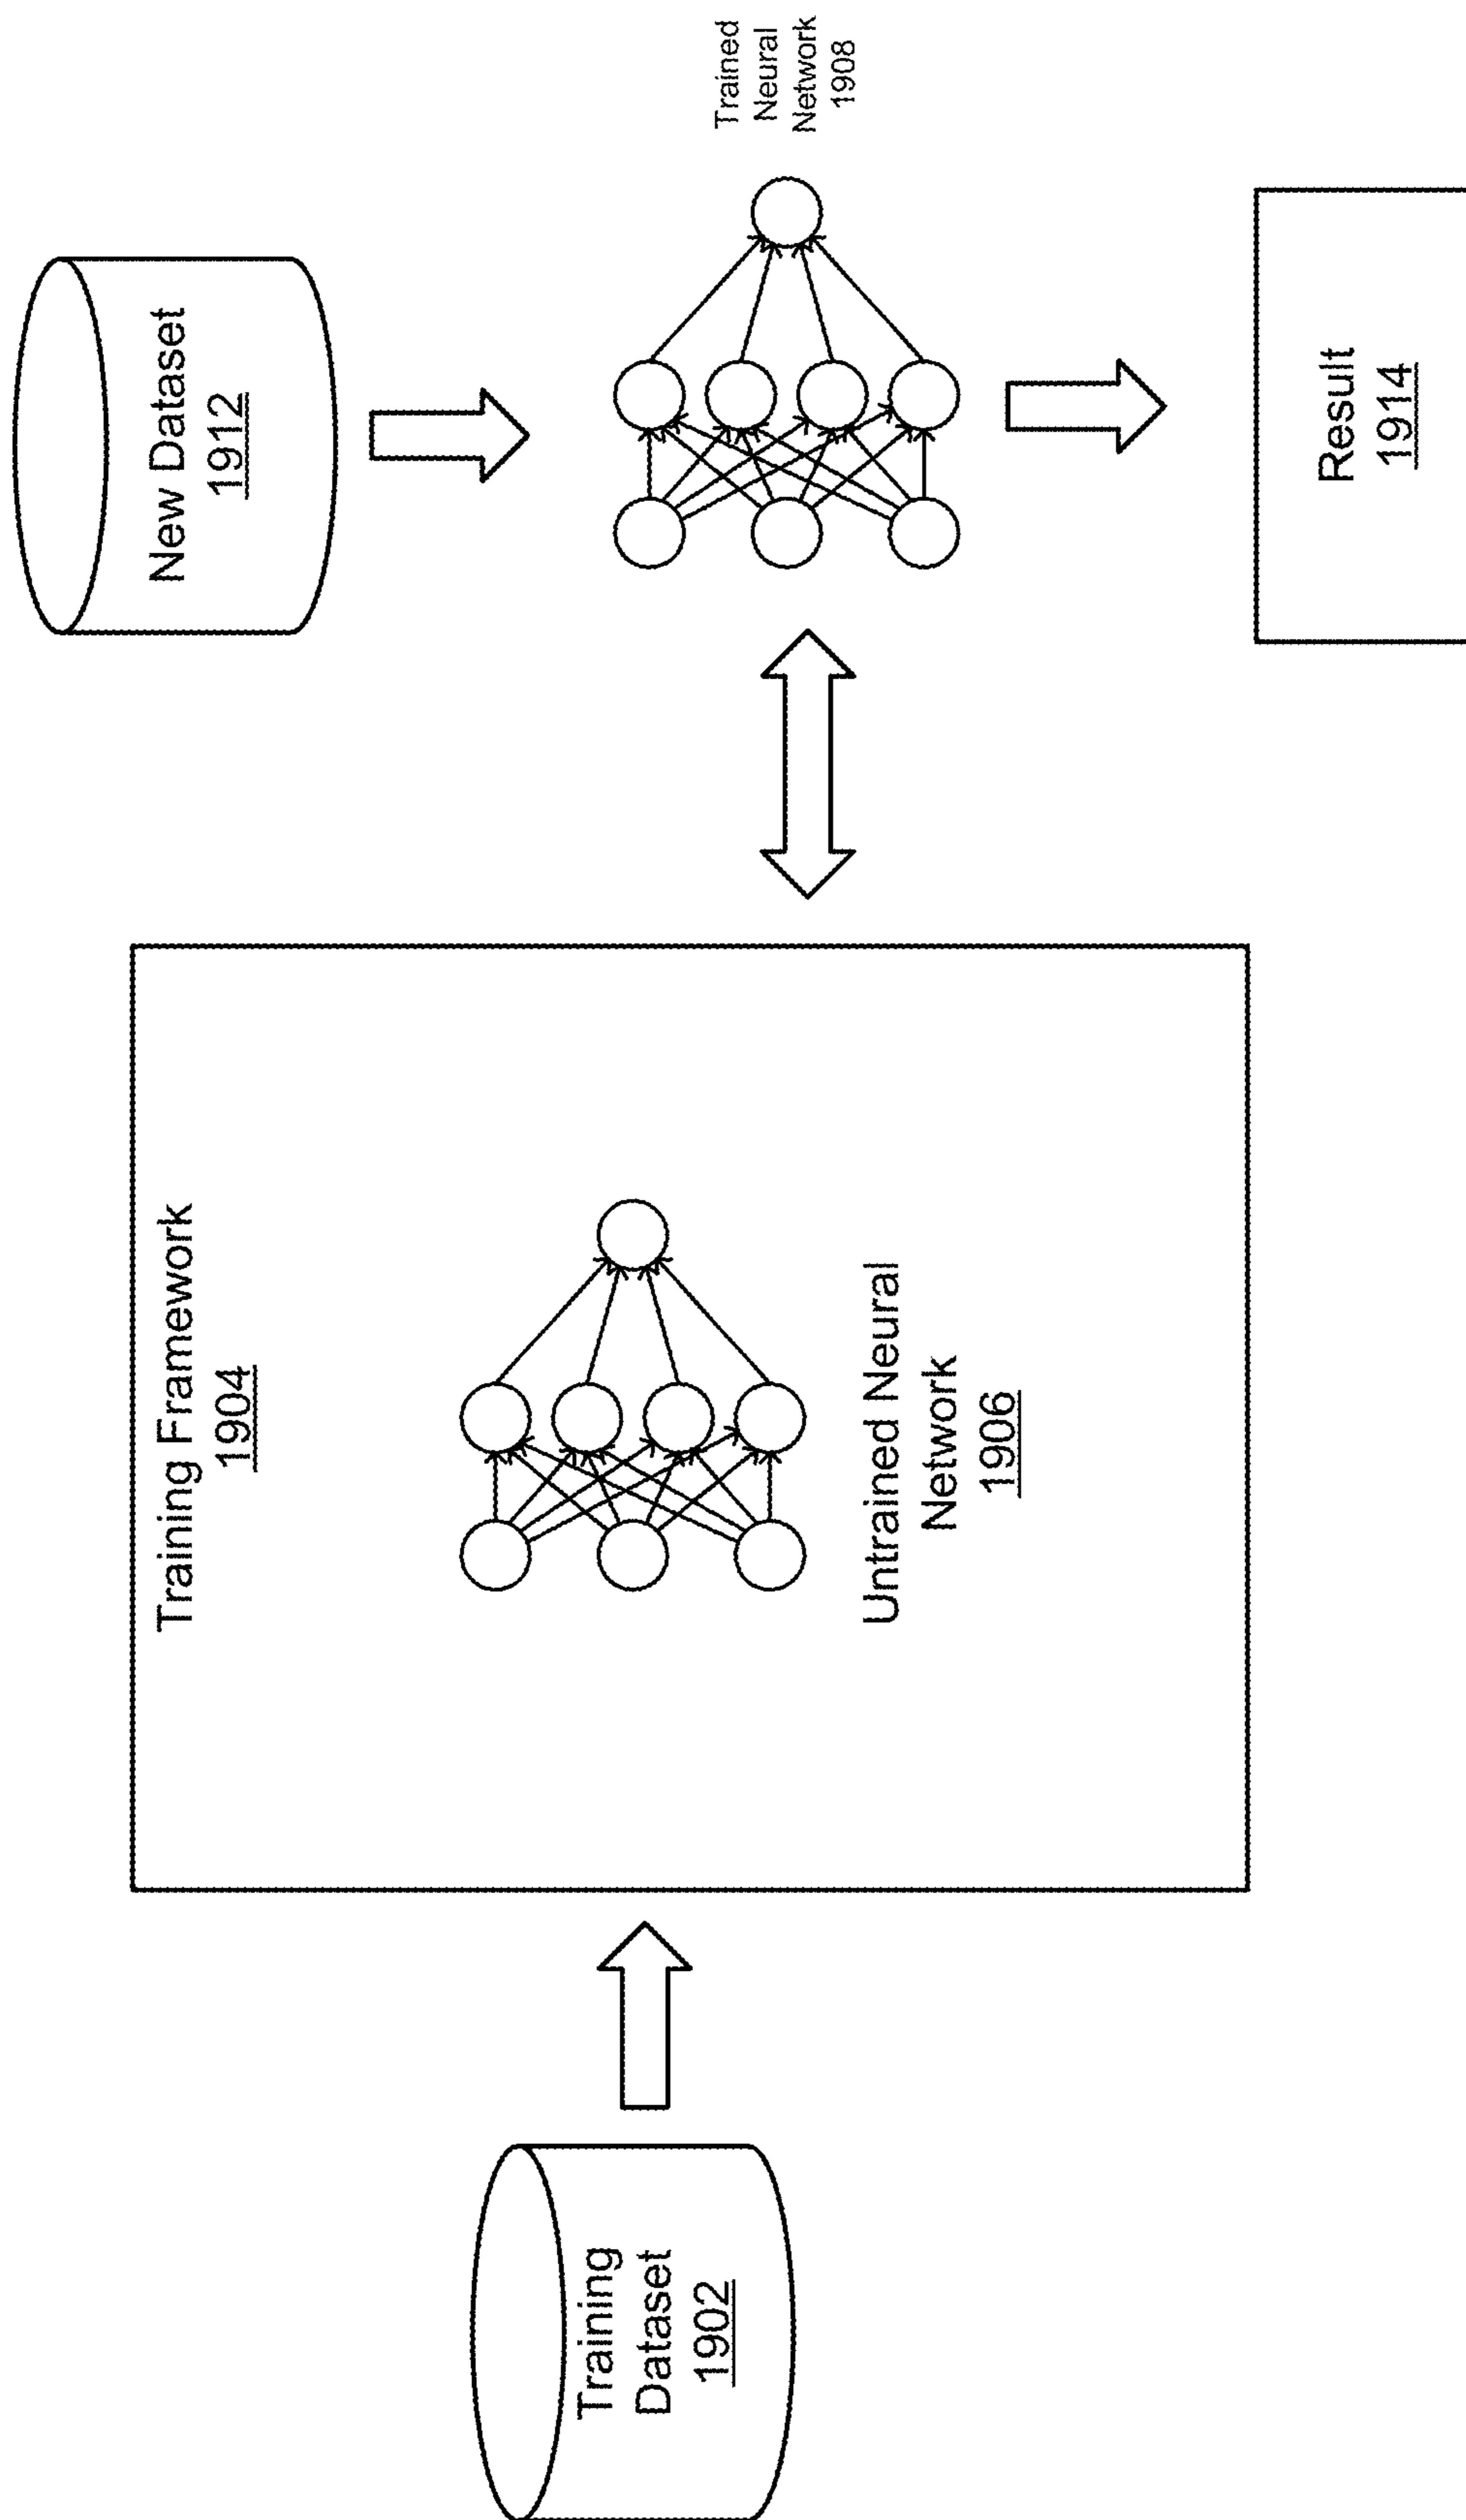 Training
Dataset
1902
Training Framework
1904
Untrained Neural
Network
1906
New Dataset
1912
Trained
Neural
Network
1908
Result
1914